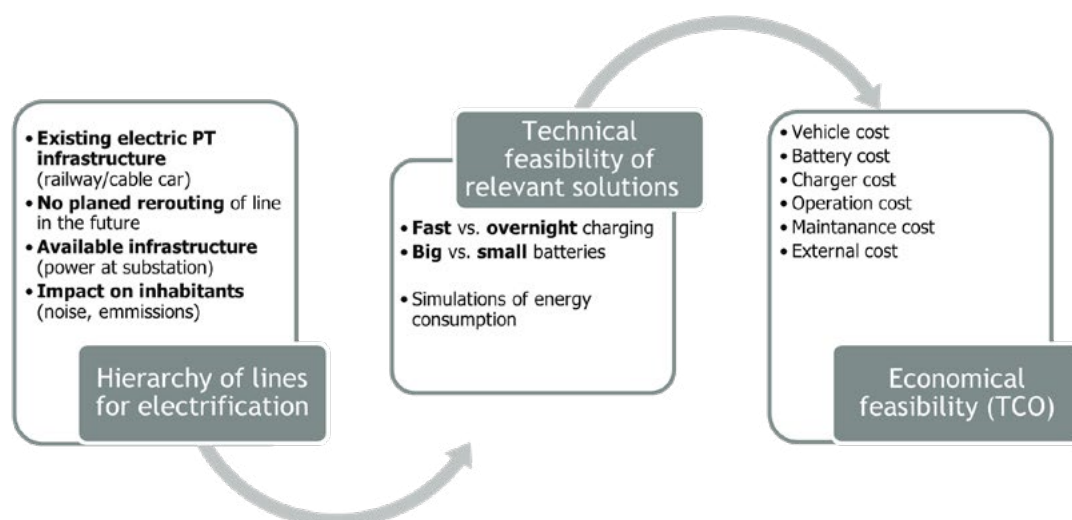 • Existing electric PT
infrastructure
(railway/cable car)
• No planed rerouting of line
in the future
• Available infrastructure
(power at substation)
• Impact on inhabitants
(noise, emmissions)
Hierarchy of lines
for electrification
Technical
feasibility of
relevant solutions
• Fast vs. overnight charging
• Big vs. small batteries
• Simulations of energy
consumption
• Vehicle cost
• Battery cost
• Charger cost
• Operation cost
• Maintanance cost
• External cost
Economical
feasibility (TCO)